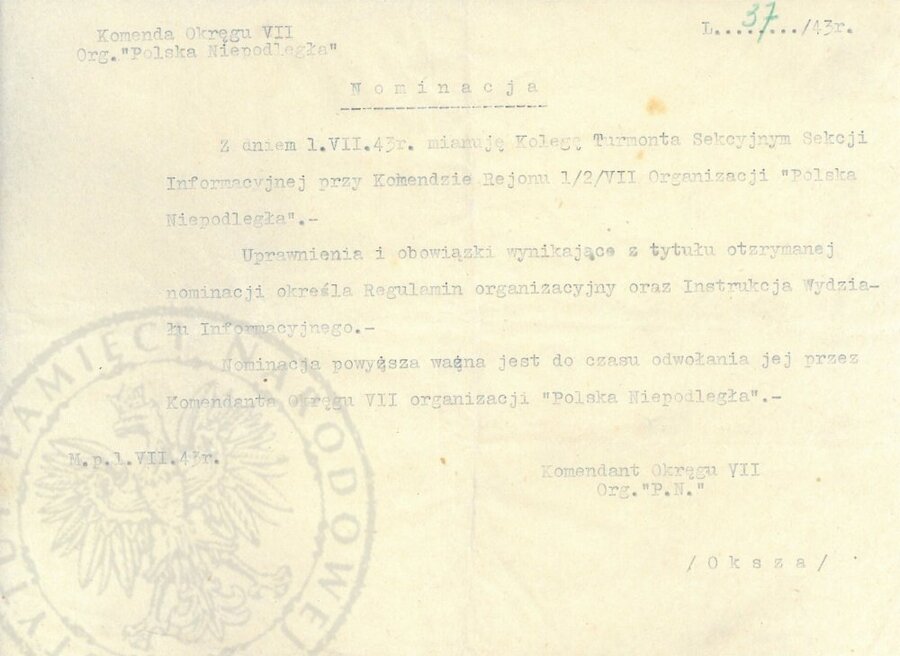 Komenda Okręgu VII
Org."Polska Niepodległa"
L...37.../43r.
N o m i n a c j a
Z dniem 1.VII.43r. mianuję Kolegę Turmonta Sekcyjnym Sekcji
Informacyjnej przy Komendzie Rejonu 1/2/VII Organizacji "Polska
Niepodległa".-
Uprawnienia i obowiązki wynikające z tytułu otzrymanej
nominacji określa Regulamin organizacyjny oraz Instrukcja Wydzia-
łu Informacyjnego.-
Nominacja powyższa ważna jest do czasu odwołania jej przez
Komendanta Okręgu VII organizacji "Polska Niepodległa".-
M.p.1.VII.43r.
Komendant Okręgu VII
Org."P.N."
/ O k s z a /
PAMIĘCI NARODOWEJ